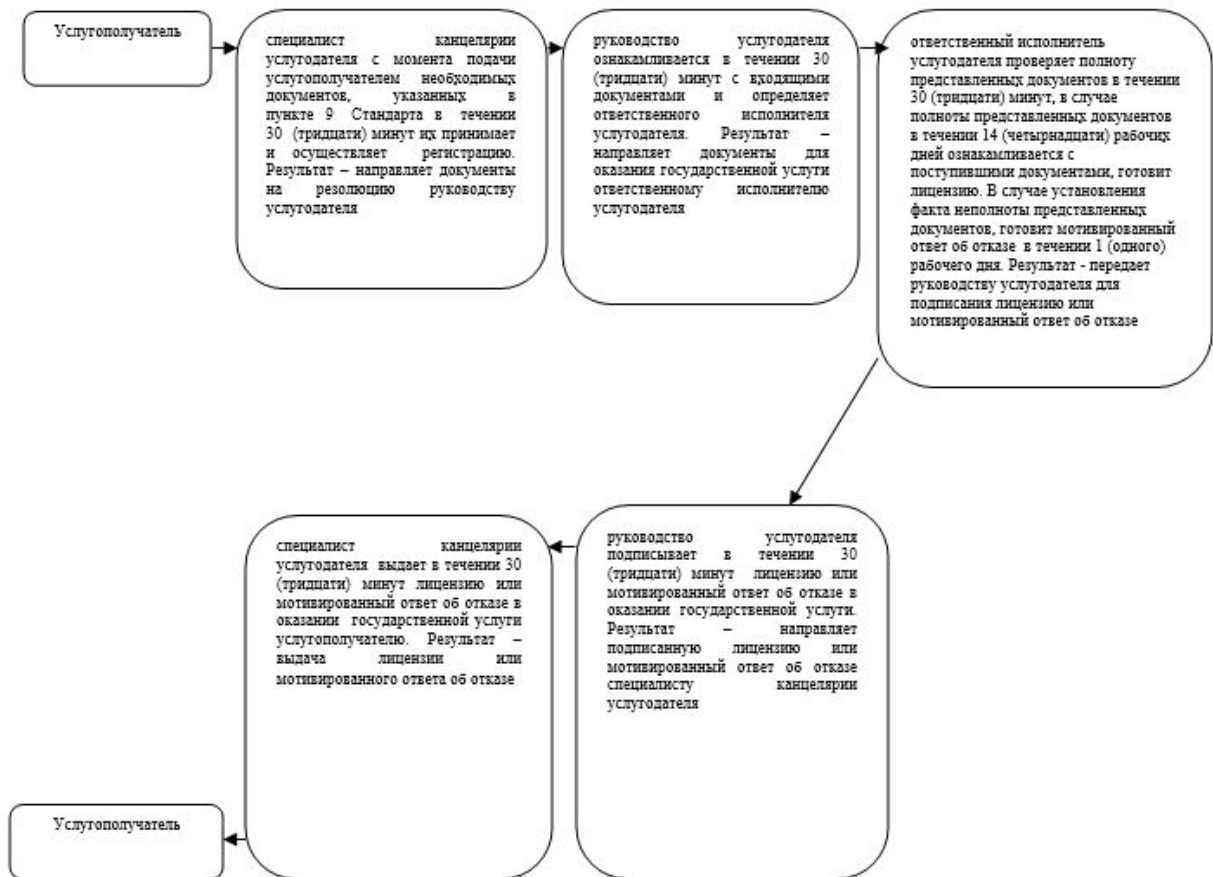 Услугополучатель
специалист канцелярии
услугодателя с момента подачи
услугополучателем необходимых
документов, указанных в
пункте 9 Стандарта в течении
30 (тридцати) минут их принимает
и осуществляет регистрацию.
Результат – направляет документы
на резолюцию руководству
услугодателя
руководство услугодателя
ознакамливается в течении 30
(тридцати) минут с входящими
документами и определяет
ответственного исполнителя
услугодателя. Результат –
направляет документы для
оказания государственной услуги
ответственному исполнителю
услугодателя
ответственный исполнитель
услугодателя проверяет полноту
представленных документов в течении
30 (тридцати) минут, в случае
полноты представленных документов
в течении 14 (четырнадцати) рабочих
дней ознакамливается с
поступившими документами, готовит
лицензию. В случае установления
факта неполноты представленных
документов, готовит мотивированный
ответ об отказе в течении 1 (одного)
рабочего дня. Результат - передает
руководству услугодателя для
подписания лицензию или
мотивированный ответ об отказе
руководство услугодателя
подписывает в течении 30
(тридцати) минут лицензию или
мотивированный ответ об отказе в
оказании государственной услуги.
Результат – направляет
подписанную лицензию или
мотивированный ответ об отказе
специалисту канцелярии
услугодателя
специалист канцелярии
услугодателя выдает в течении 30
(тридцати) минут лицензию или
мотивированный ответ об отказе в
оказании государственной услуги
услугополучателю. Результат –
выдача лицензии или
мотивированного ответа об отказе
Услугополучатель